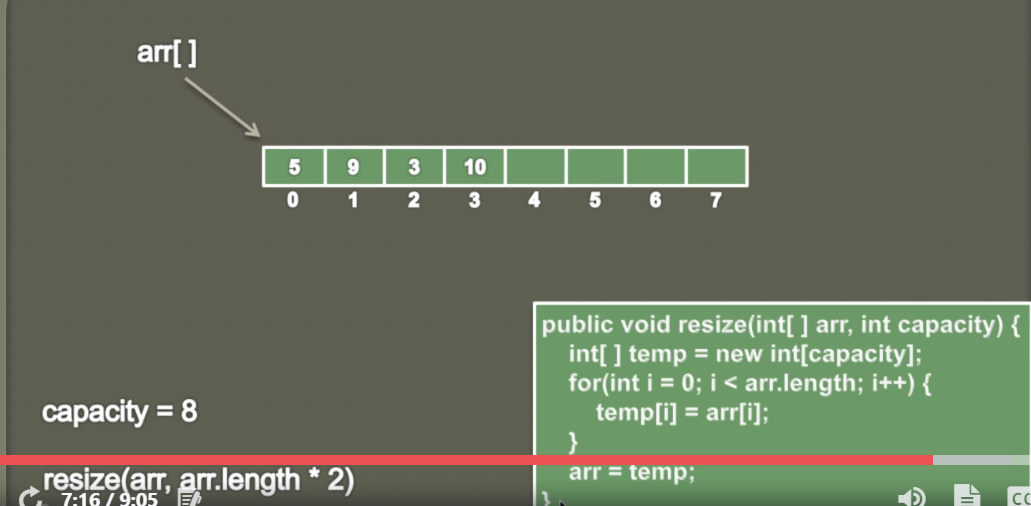 arr[ ]
5 9 3 10
0 1 2 3 4 5 6 7
public void resize(int[ ] arr, int capacity) {
int[ ] temp = new int[capacity];
for(int i = 0; i < arr.length; i++) {
temp[i] = arr[i];
}
arr = temp;
}
capacity = 8
resize(arr, arr.length * 2)
7:16 / 9:05
CC